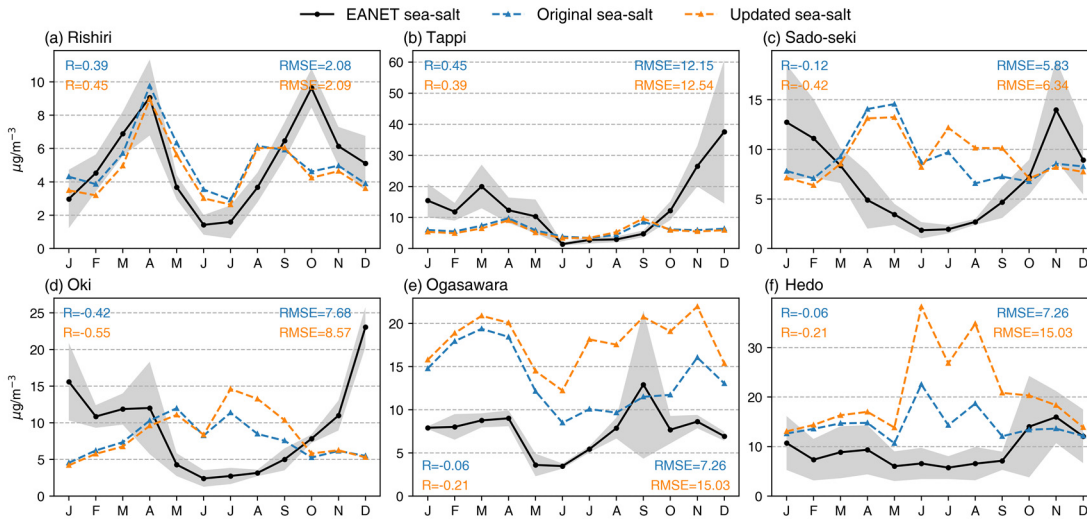 EANET sea-salt Original sea-salt Updated sea-salt
(a) Rishiri
R=0.39 RMSE=2.08
R=0.45 RMSE=2.09
10
8
6
4
2
0
μg/m⁻³
J F M A M J J A S O N D
(b) Tappi
R=0.45 RMSE=12.15
R=0.39 RMSE=12.54
60
50
40
30
20
10
0
J F M A M J J A S O N D
(c) Sado-seki
R=-0.12 RMSE=5.83
R=-0.42 RMSE=6.34
15
10
5
0
J F M A M J J A S O N D
(d) Oki
R=-0.42 RMSE=7.68
R=-0.55 RMSE=8.57
25
20
15
10
5
0
μg/m⁻³
J F M A M J J A S O N D
(e) Ogasawara
20
15
10
5
0
R=-0.06 RMSE=7.26
R=-0.21 RMSE=15.03
J F M A M J J A S O N D
(f) Hedo
R=-0.06 RMSE=7.26
R=-0.21 RMSE=15.03
30
20
10
0
J F M A M J J A S O N D